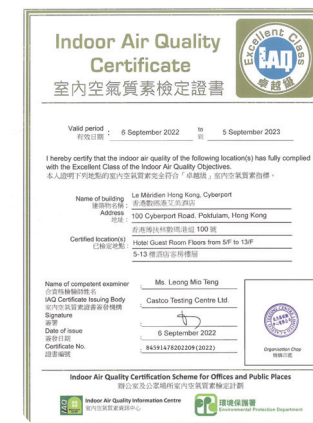 Indoor Air Quality
Certificate
室內空氣質素檢定證書
Excellent Class
IAQ
卓越級
Valid period : 6 September 2022 to 5 September 2023
有效日期 到
I hereby certify that the indoor air quality of the following location(s) has fully complied
with the Excellent Class of the Indoor Air Quality Objectives.
本人證明下列地點的室內空氣質素完全符合「卓越級」室內空氣質素指標。
Name of building Le Méridien Hong Kong, Cyberport
建築物名稱: 香港數碼港艾美酒店
Address 100 Cyberport Road, Pokfulam, Hong Kong
地址: 香港薄扶林數碼港道 100 號
Certified location(s) Hotel Guest Room Floors from 5/F to 13/F
已檢定地點: 5-13 樓酒店客房樓層
Name of competent examiner Ms. Leong Mio Teng
合資格檢驗師姓名
IAQ Certificate Issuing Body Castco Testing Centre Ltd.
室內空氣質素證書簽發機構
Signature
簽署
Date of issue 6 September 2022
簽發日期
Certificate No. 84591478202209(2022)
證書編號
Organisation Chop
機構印鑑
Indoor Air Quality Certification Scheme for Offices and Public Places
辦公室及公眾場所室內空氣質素檢定計劃
IAQ
Indoor Air Quality Information Centre
室內空氣質素資訊中心
環境保護署
Environmental Protection Department